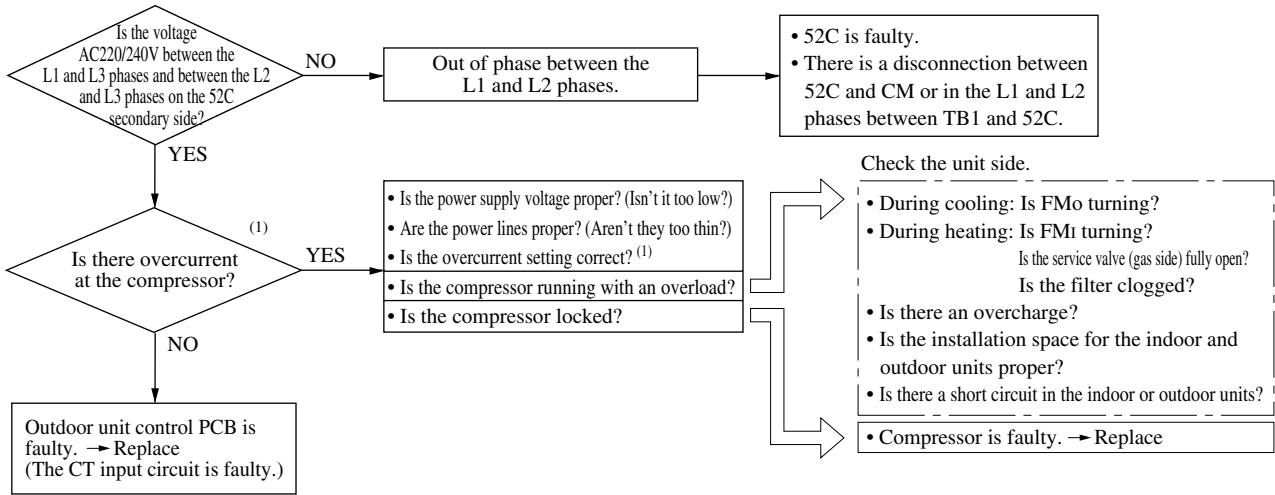 Is the voltage
AC220/240V between the
L1 and L3 phases and between the L2
and L3 phases on the 52C
secondary side?
NO
Out of phase between the
L1 and L2 phases.
• 52C is faulty.
• There is a disconnection between
52C and CM or in the L1 and L2
phases between TB1 and 52C.
YES
Is there overcurrent
at the compressor?
(1)
YES
• Is the power supply voltage proper? (Isn't it too low?)
• Are the power lines proper? (Aren't they too thin?)
• Is the overcurrent setting correct? (1)
• Is the compressor running with an overload?
• Is the compressor locked?
Check the unit side.
• During cooling: Is FMO turning?
• During heating: Is FMI turning?
Is the service valve (gas side) fully open?
Is the filter clogged?
• Is there an overcharge?
• Is the installation space for the indoor and
outdoor units proper?
• Is there a short circuit in the indoor or outdoor units?
• Compressor is faulty. → Replace
NO
Outdoor unit control PCB is
faulty. → Replace
(The CT input circuit is faulty.)